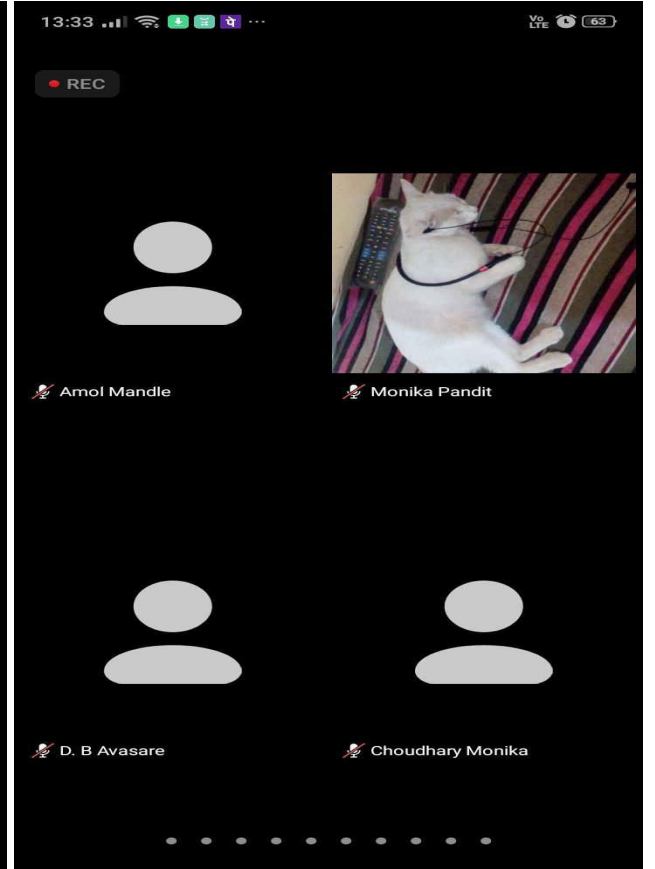 13:33 पे ... Vo LTE 63
REC
Amol Mandle Monika Pandit
D. B Avasare Choudhary Monika